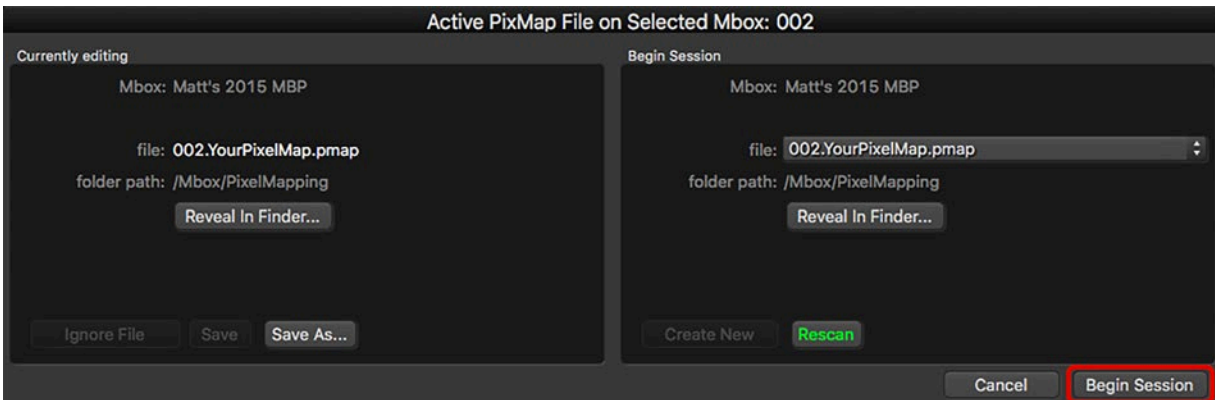 Active PixMap File on Selected Mbox: 002
Currently editing
Mbox: Matt's 2015 MBP
file: 002.YourPixelMap.pmap
folder path: /Mbox/PixelMapping
Reveal In Finder...
Ignore File Save Save As...
Begin Session
Mbox: Matt's 2015 MBP
file: 002.YourPixelMap.pmap
folder path: /Mbox/PixelMapping
Reveal In Finder...
Create New Rescan
Cancel Begin Session